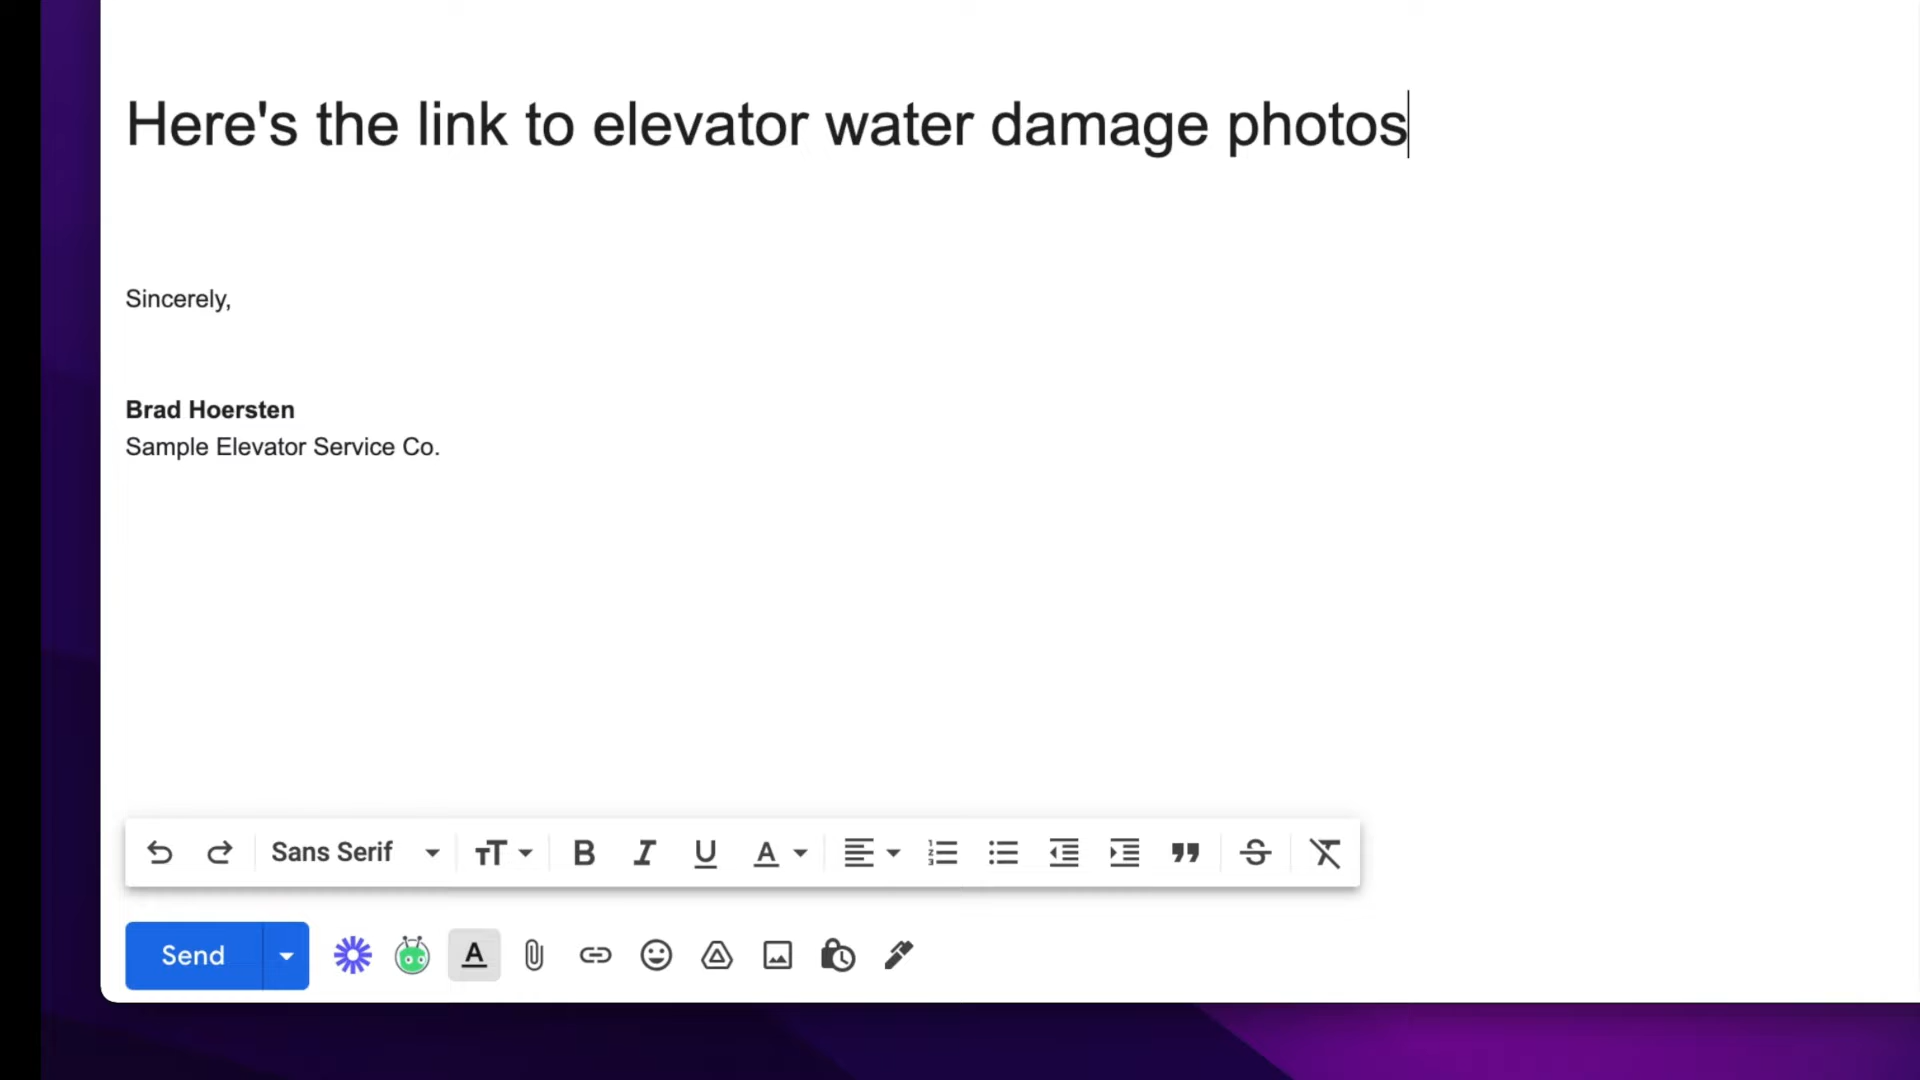 Here's the link to elevator water damage photos
Sincerely,
Brad Hoersten
Sample Elevator Service Co.
Sans Serif
Send